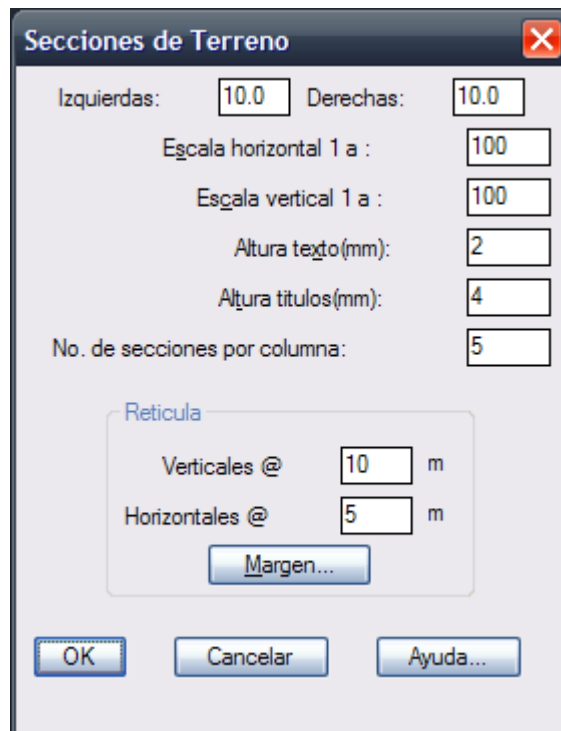 Secciones de Terreno
Izquierdas: 10.0 Derechas: 10.0
Escala horizontal 1 a : 100
Escala vertical 1 a : 100
Altura texto(mm): 2
Altura titulos(mm): 4
No. de secciones por columna: 5
Reticula
Verticales @ 10 m
Horizontales @ 5 m
Margen...
OK Cancelar Ayuda...